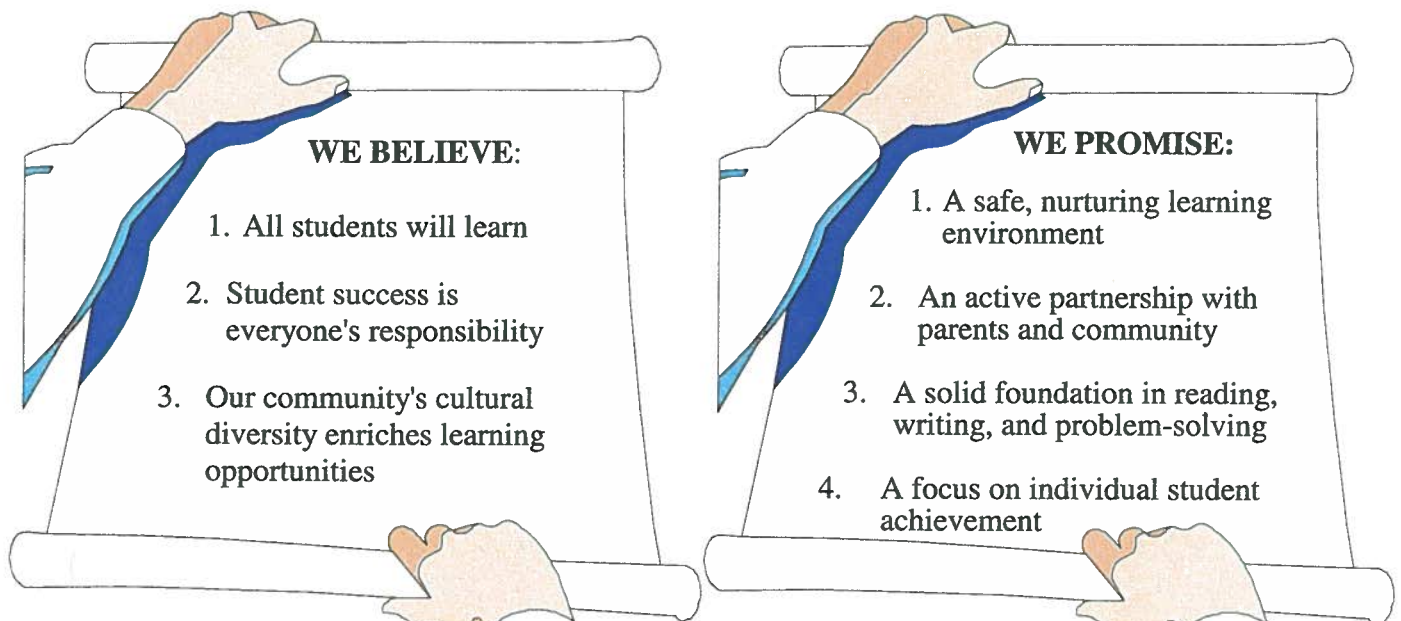 WE BELIEVE:
1. All students will learn
2. Student success is
everyone's responsibility
3. Our community's cultural
diversity enriches learning
opportunities
WE PROMISE:
1. A safe, nurturing learning
environment
2. An active partnership with
parents and community
3. A solid foundation in reading,
writing, and problem-solving
4. A focus on individual student
achievement